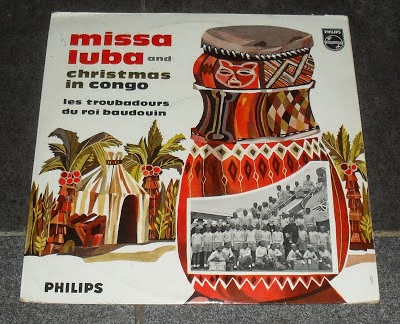 missa
luba and
christmas
in congo
les troubadours
du roi baudouin
PHILIPS
PHILIPS